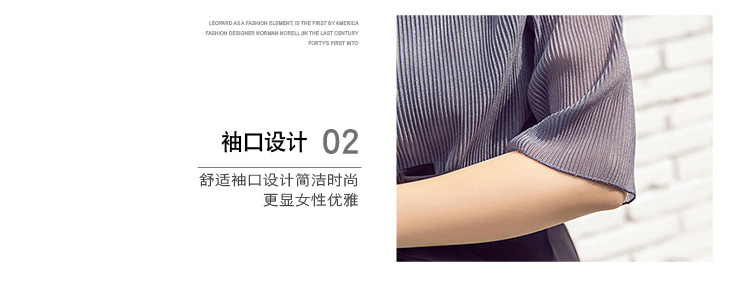 LEOPARD AS A FASHION ELEMENT, IS THE FIRST BY AMERICA
FASHION DESIGNER NORMAN NORELL (IN THE LAST CENTURY
FORTY'S FIRST INTO
袖口设计 02
舒适袖口设计简洁时尚
更显女性优雅